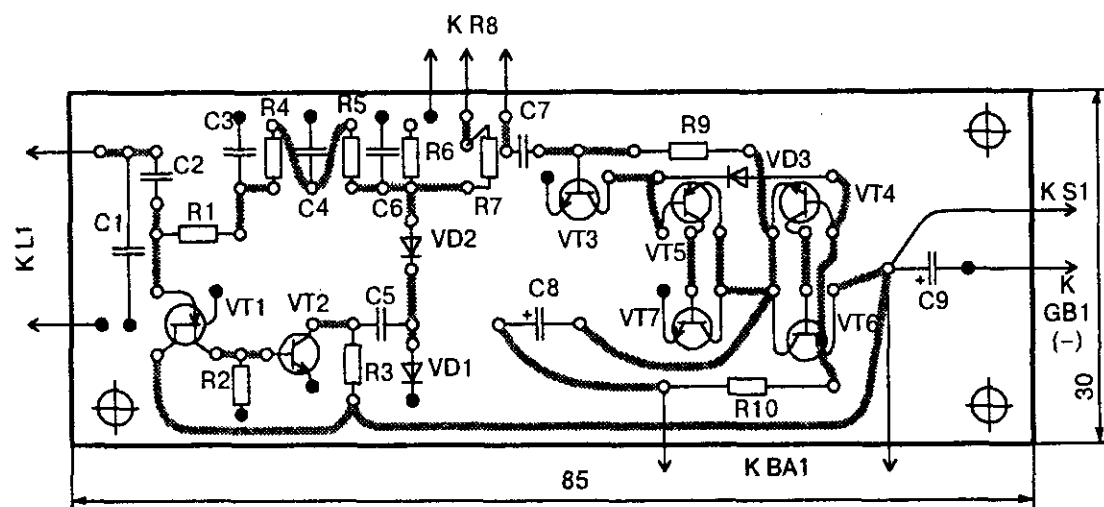 K R8
C3
R4
R5
C7
C2
R6
R9
VD3
C1
R1
C4
C6
R7
VT3
VT4
K S1
K L1
VD2
VT5
VT1
VT2
C5
C8
VT7
VT6
+
+
C9
K
GB1
(–)
R2
R3
VD1
R10
30
K BA1
85